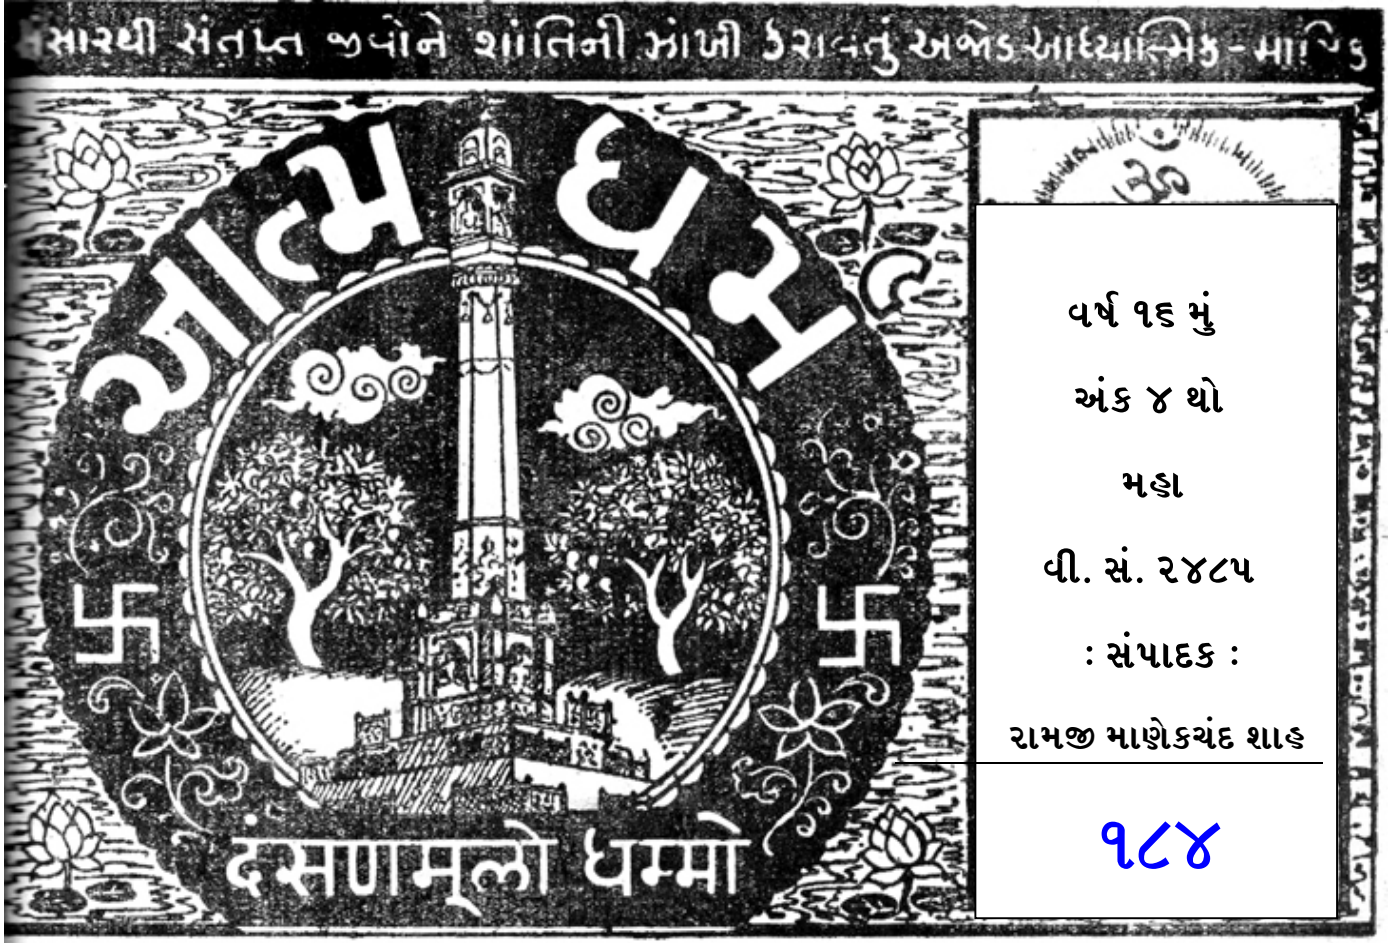 સંસારથી સંતપ્ત જીવોને શાંતિની ઝાંખી કરાવતું અજોડ આધ્યાત્મિક-માસિક
આત્મ ધર્મ
ॐ
વર્ષ ૧૬ મું
અંક ૪ થો
મહા
વી. સં. ૨૪૮૫
: સંપાદક :
રામજી માણેકચંદ શાહ
૧૮૪
दंसणमूलो धम्मो